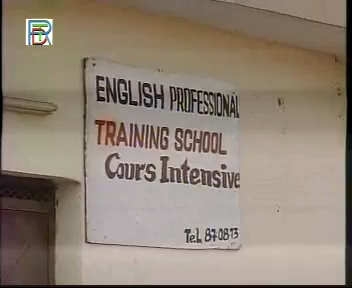 ENGLISH PROFESSIONAL
TRAINING SCHOOL
Cours Intensive
Tel. 87 08 13